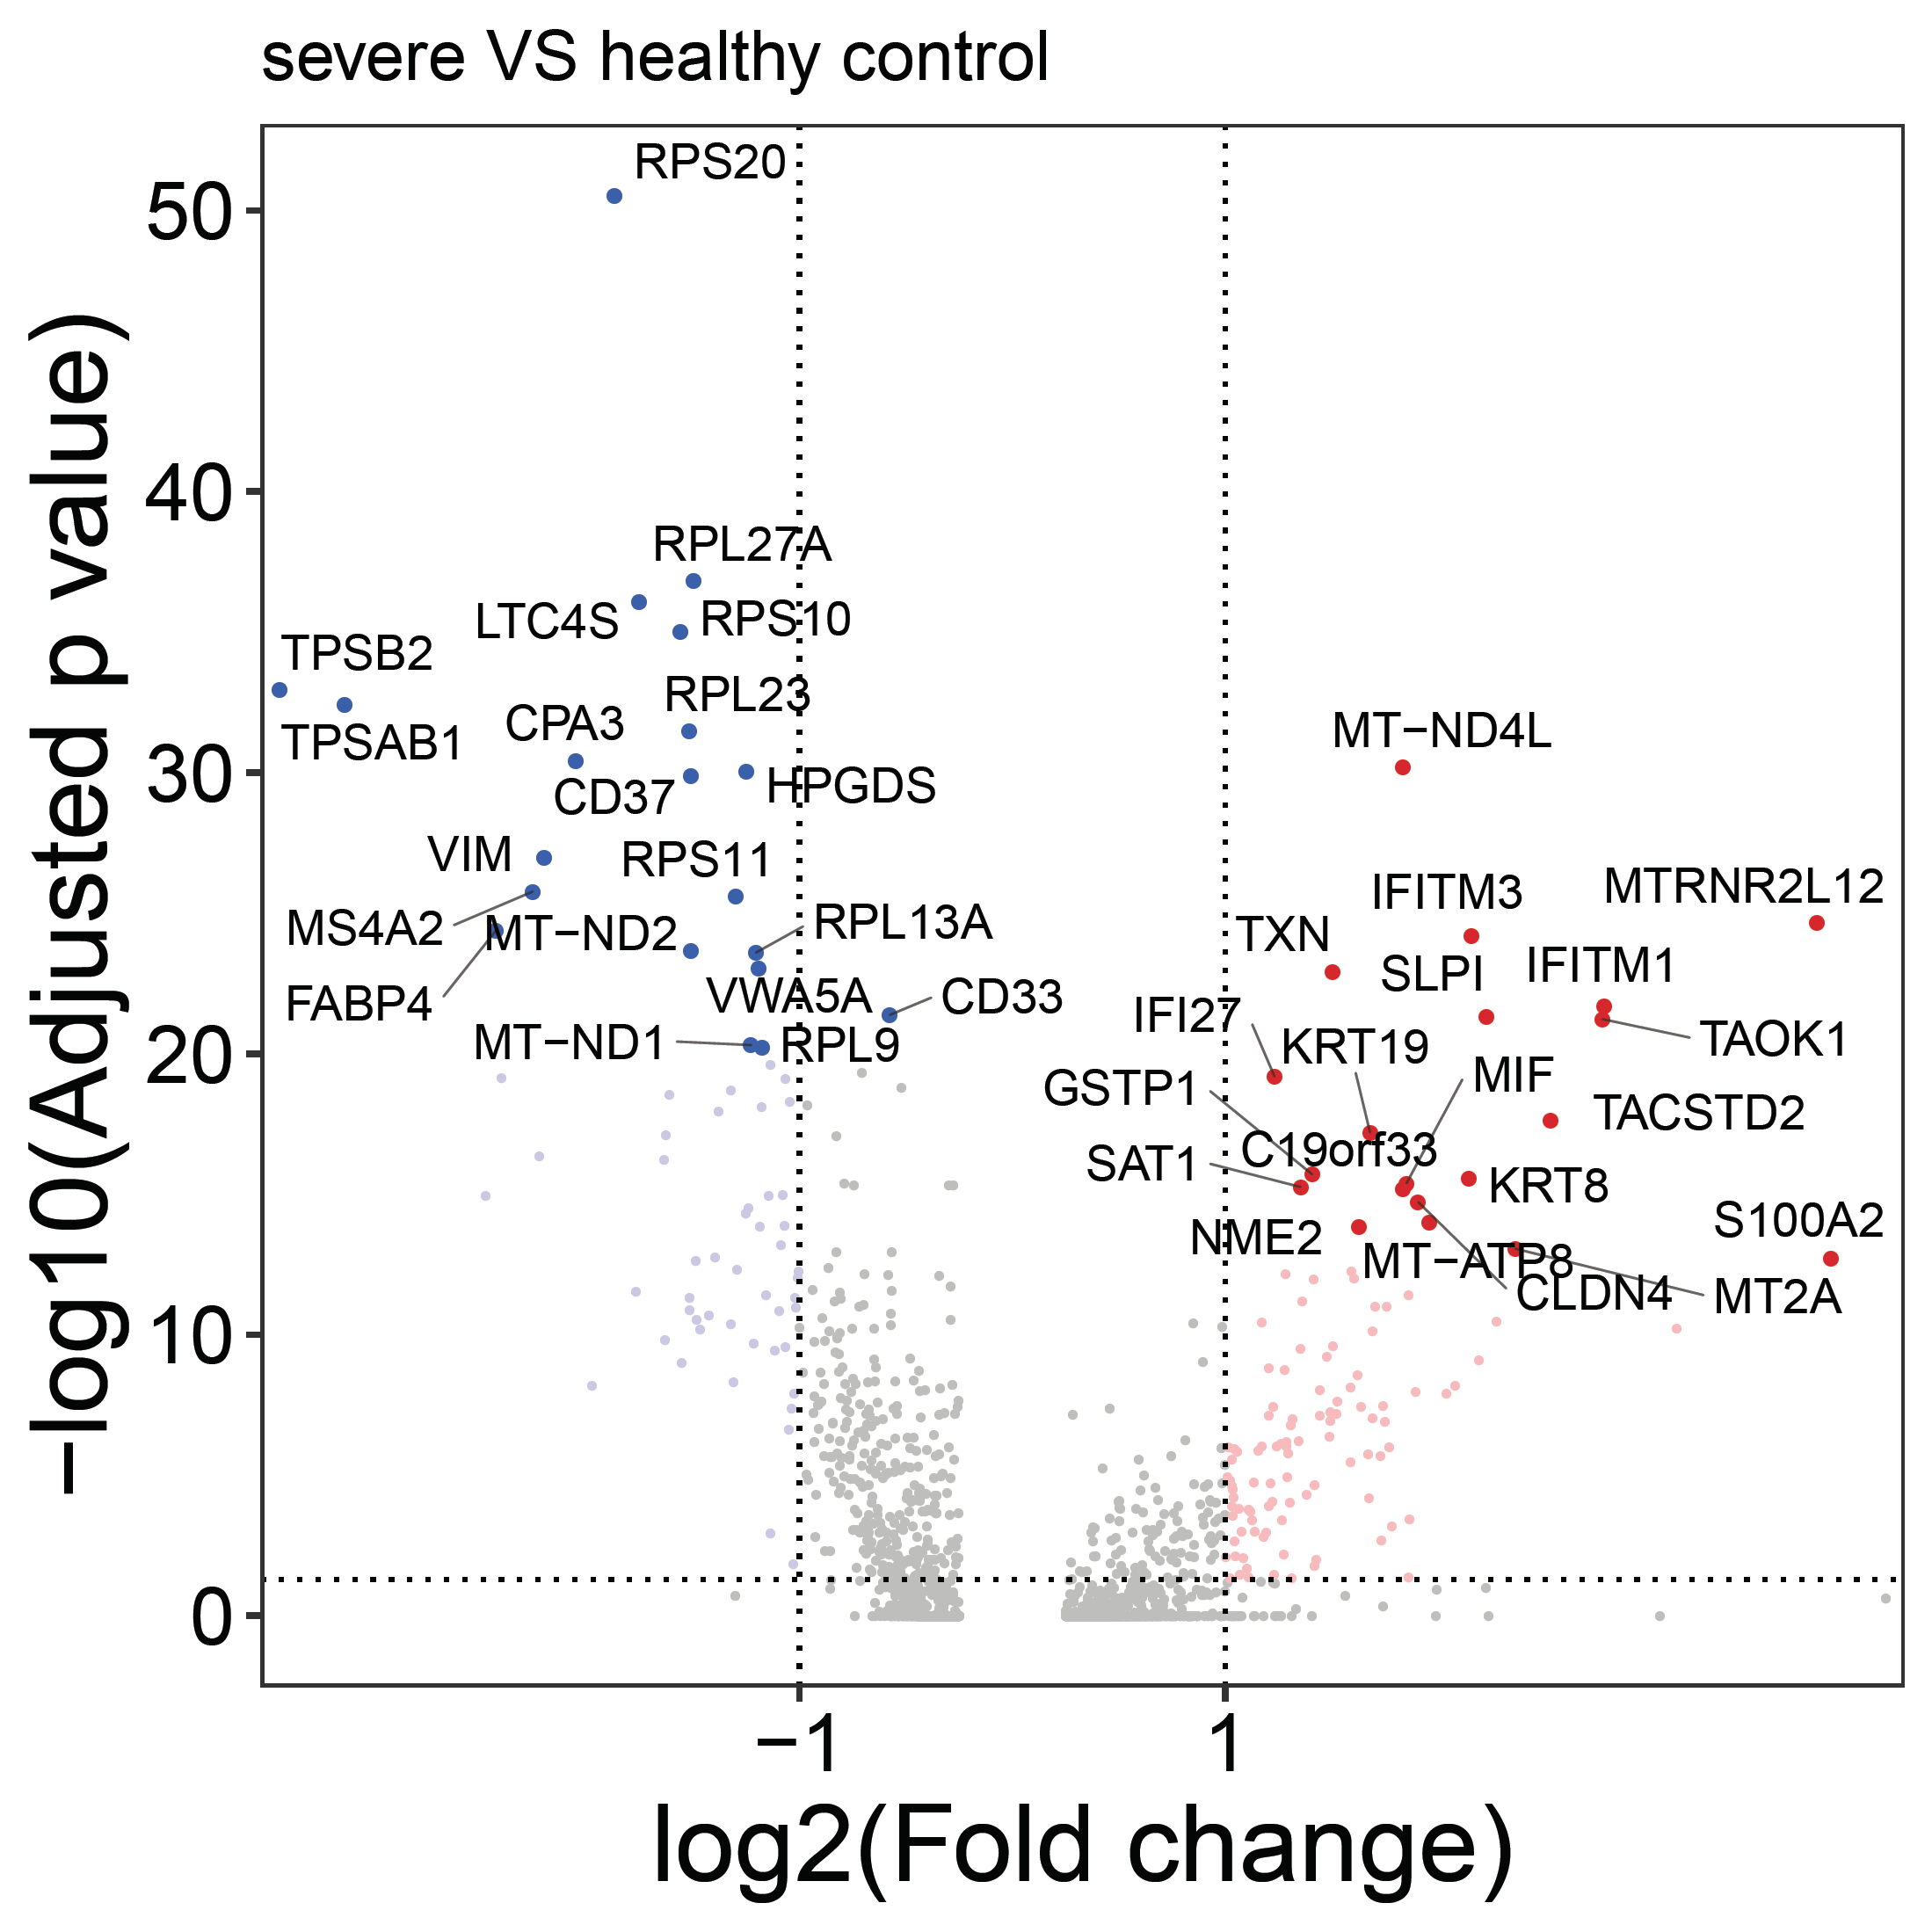 severe VS healthy control
−log10(Adjusted p value)
50
40
30
20
10
0
RPS20
RPL27A
LTC4S
RPS10
TPSB2
RPL23
TPSAB1
CPA3
CD37
HPGDS
VIM
RPS11
MS4A2
MT−ND2
RPL13A
FABP4
VWA5A
CD33
MT−ND1
RPL9
MT−ND4L
IFITM3
MTRNR2L12
TXN
SLPI
IFITM1
IFI27
TAOK1
KRT19
MIF
GSTP1
TACSTD2
C19orf33
SAT1
KRT8
NME2
S100A2
MT−ATP8
CLDN4
MT2A
−1
1
log2(Fold change)